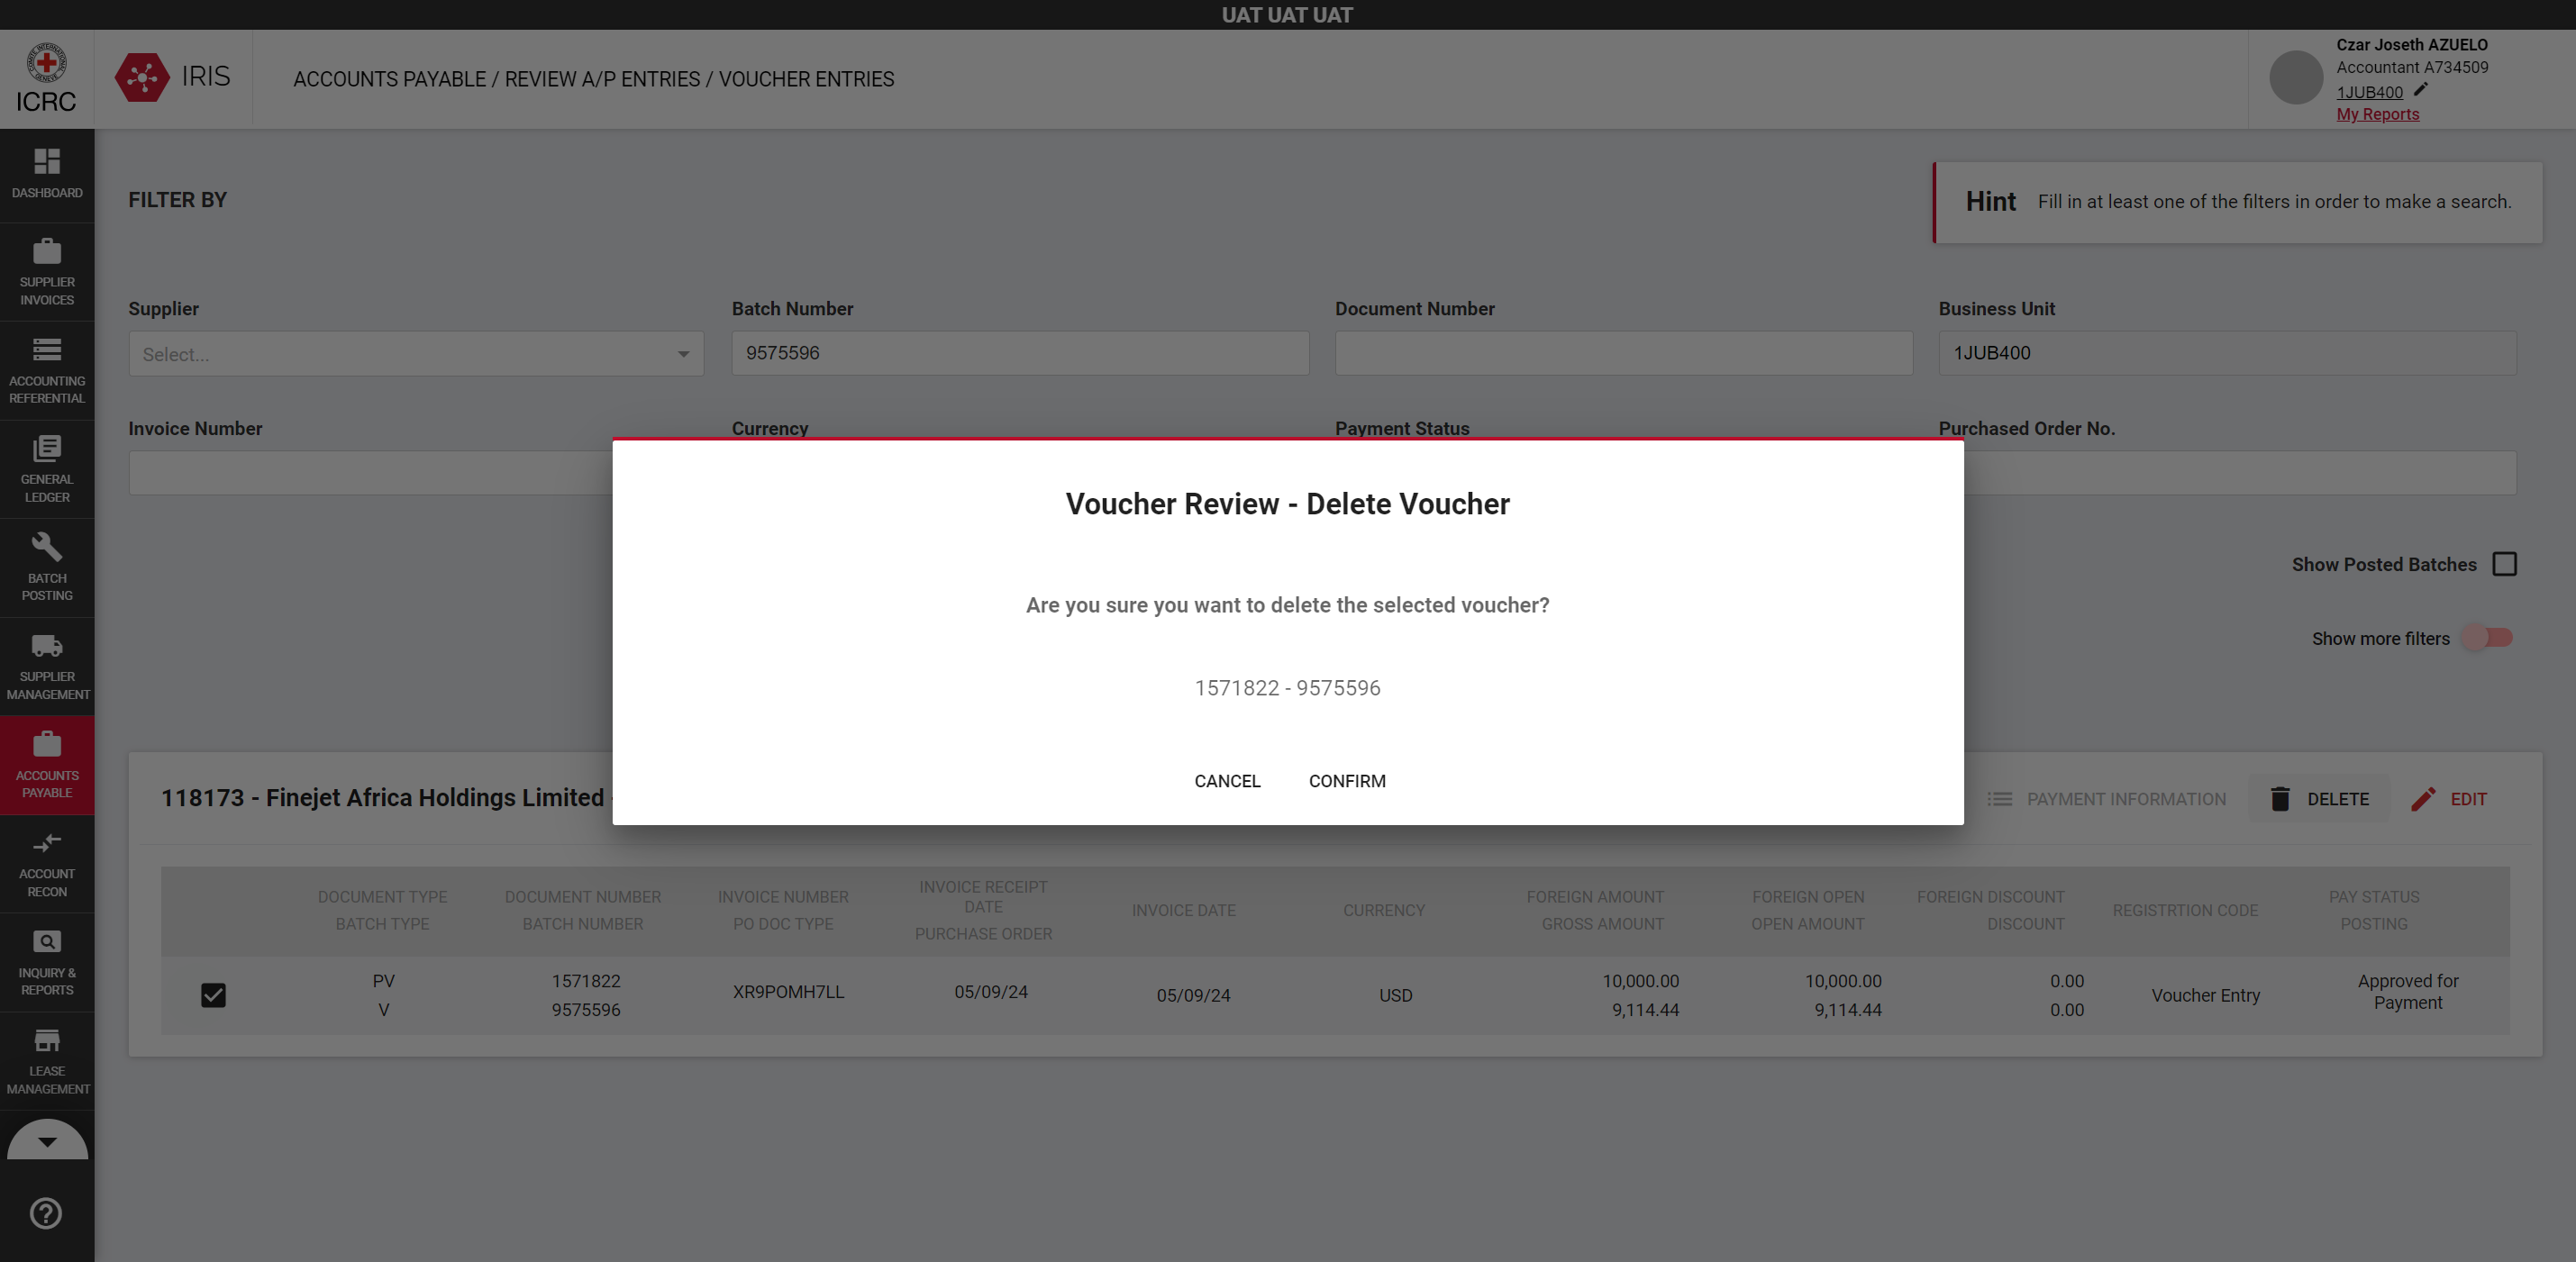 UAT UAT UAT
COMITE INTERNATIONAL GENEVE
ICRC
IRIS
ACCOUNTS PAYABLE / REVIEW A/P ENTRIES / VOUCHER ENTRIES
Czar Joseth AZUELO
Accountant A734509
1JUB400
My Reports
DASHBOARD
SUPPLIER
INVOICES
ACCOUNTING
REFERENTIAL
GENERAL
LEDGER
BATCH
POSTING
SUPPLIER
MANAGEMENT
ACCOUNTS
PAYABLE
ACCOUNT
RECON
INQUIRY &
REPORTS
LEASE
MANAGEMENT
FILTER BY
Hint Fill in at least one of the filters in order to make a search.
Supplier
Select...
Batch Number
9575596
Document Number
Business Unit
1JUB400
Invoice Number
Currency
Payment Status
Purchased Order No.
Show Posted Batches
Show more filters
Voucher Review - Delete Voucher
Are you sure you want to delete the selected voucher?
1571822 - 9575596
CANCEL CONFIRM
118173 - Finejet Africa Holdings Limited -
PAYMENT INFORMATION DELETE EDIT
DOCUMENT TYPE
BATCH TYPE
DOCUMENT NUMBER
BATCH NUMBER
INVOICE NUMBER
PO DOC TYPE
INVOICE RECEIPT
DATE
PURCHASE ORDER
INVOICE DATE
CURRENCY
FOREIGN AMOUNT
GROSS AMOUNT
FOREIGN OPEN
OPEN AMOUNT
FOREIGN DISCOUNT
DISCOUNT
REGISTRTION CODE
PAY STATUS
POSTING
PV
V
1571822
9575596
XR9POMH7LL
05/09/24
05/09/24
USD
10,000.00
9,114.44
10,000.00
9,114.44
0.00
0.00
Voucher Entry
Approved for
Payment